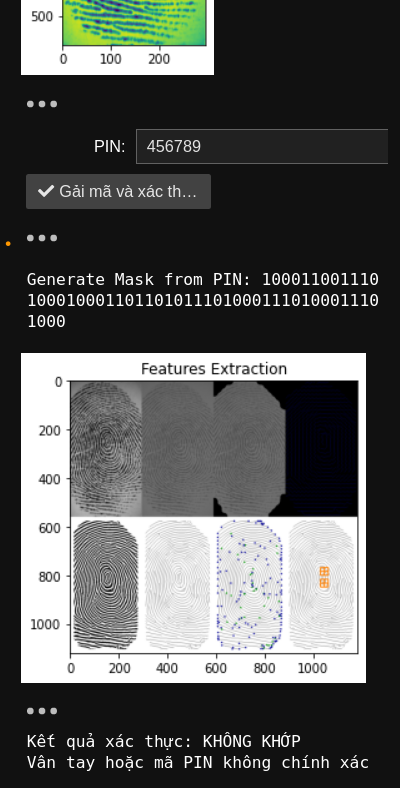 500
0 100 200
PIN: 456789
Gải mã và xác th...
Generate Mask from PIN: 100011001110
100010001101101011101000111010001110
1000
Features Extraction
0
200
400
600
800
1000
0 200 400 600 800 1000
Kết quả xác thực: KHÔNG KHỚP
Vân tay hoặc mã PIN không chính xác